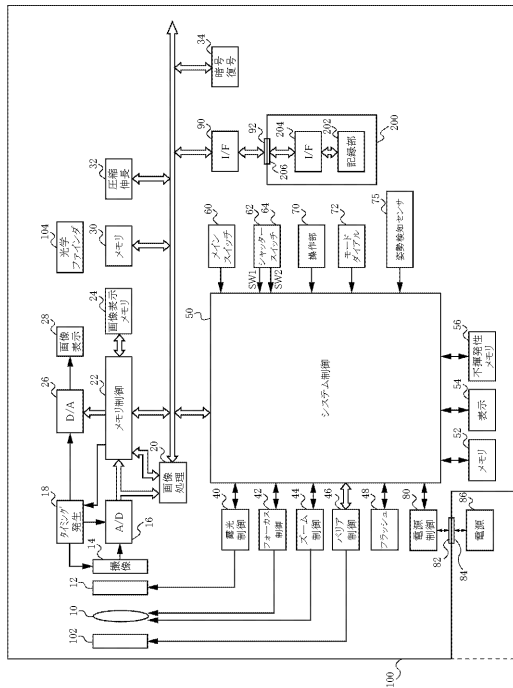 102
10
12
撮像
14
タイミング
発生
18
A/D
16
D/A
26
画像表示
28
メモリ制御
22
画像表示
メモリ
24
画像
処理
20
光学
ファインダ
104
メモリ
30
圧縮
伸長
32
暗号
復号
34
I/F
90
92
206
I/F
204
記録部
202
200
メイン
スイッチ
60
シャッター
スイッチ
62
64
SW1
SW2
操作部
70
モード
ダイアル
72
姿勢検知センサ
75
システム制御
50
露光
制御
40
フォーカス
制御
42
ズーム
制御
44
バリア
制御
46
フラッシュ
48
電源
制御
80
82
84
電源
86
メモリ
52
表示
54
不揮発性
メモリ
56
100